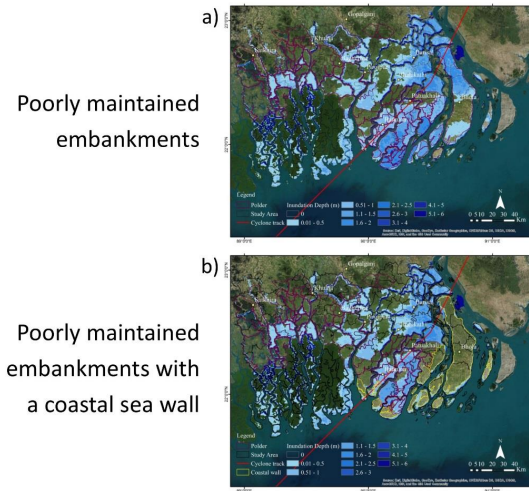 a)
Poorly maintained
embankments
Gopalganj
Khulna
Legend
Polder
Study Area
Cyclone track
Inundation Depth (m)
0
0.01 - 0.5
0.51 - 1
1.1 - 1.5
1.6 - 2
2.1 - 2.5
2.6 - 3
3.1 - 4
4.1 - 5
5.1 - 6
N
0 5 10 20 30 40
Km
b)
Poorly maintained
embankments with
a coastal sea wall
Gopalganj
Khulna
Legend
Polder
Study Area
Cyclone track
Coastal wall
Inundation Depth (m)
0
0.01 - 0.5
0.51 - 1
1.1 - 1.5
1.6 - 2
2.1 - 2.5
2.6 - 3
3.1 - 4
4.1 - 5
5.1 - 6
N
0 5 10 20 30 40
Km